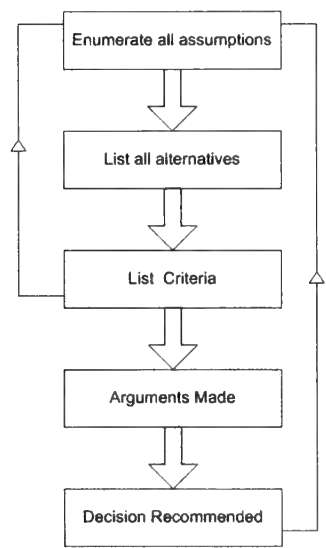 Enumerate all assumptions
List all alternatives
List Criteria
Arguments Made
Decision Recommended